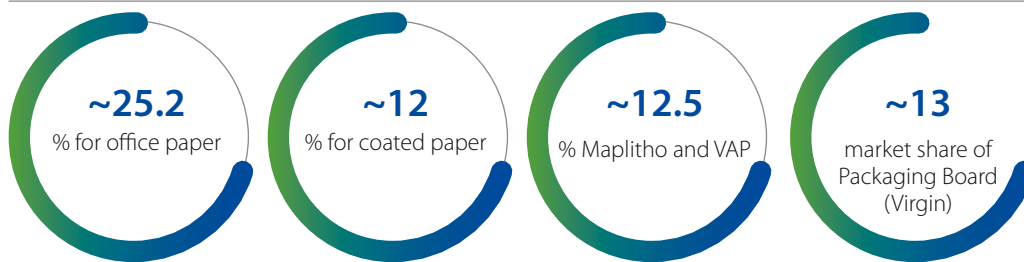 ~25.2
% for office paper
~12
% for coated paper
~12.5
% Maplitho and VAP
~13
market share of
Packaging Board
(Virgin)